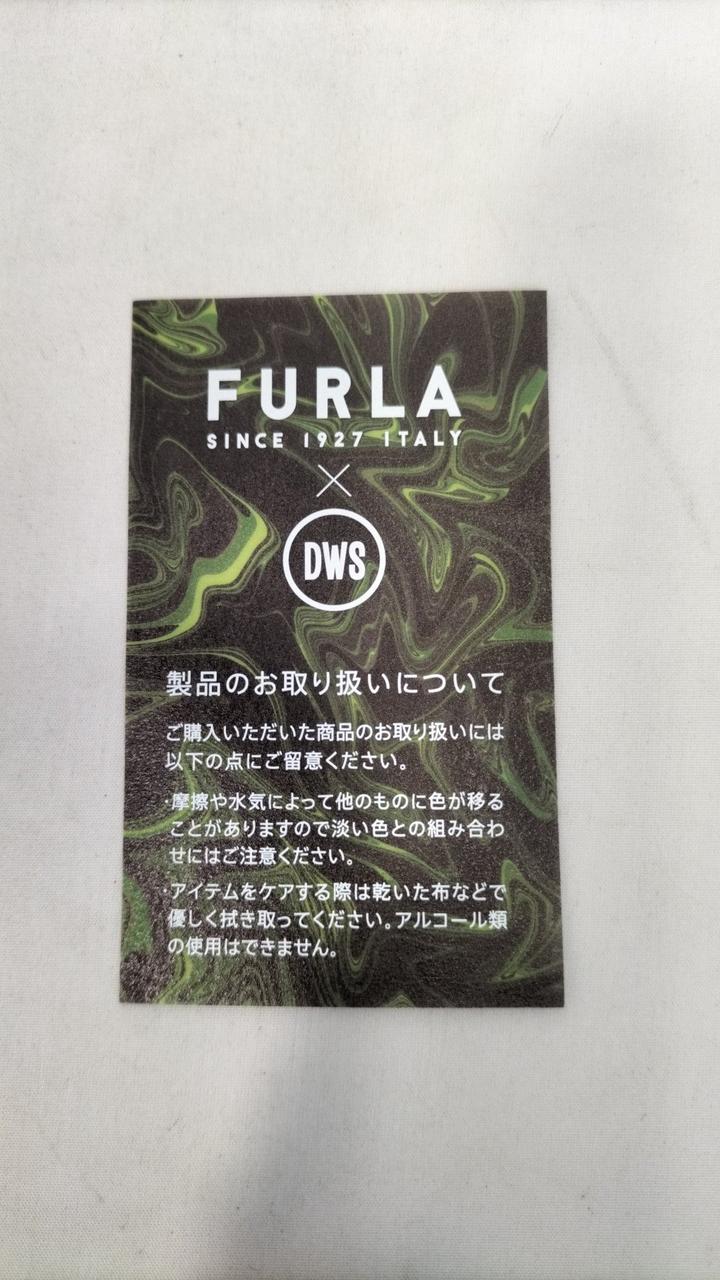 FURLA
SINCE 1927 ITALY
×
DWS
製品のお取り扱いについて
ご購入いただいた商品のお取り扱いには
以下の点にご留意ください。
·摩擦や水気によって他のものに色が移る
ことがありますので淡い色との組み合わ
せにはご注意ください。
·アイテムをケアする際は乾いた布などで
優しく拭き取ってください。アルコール類
の使用はできません。